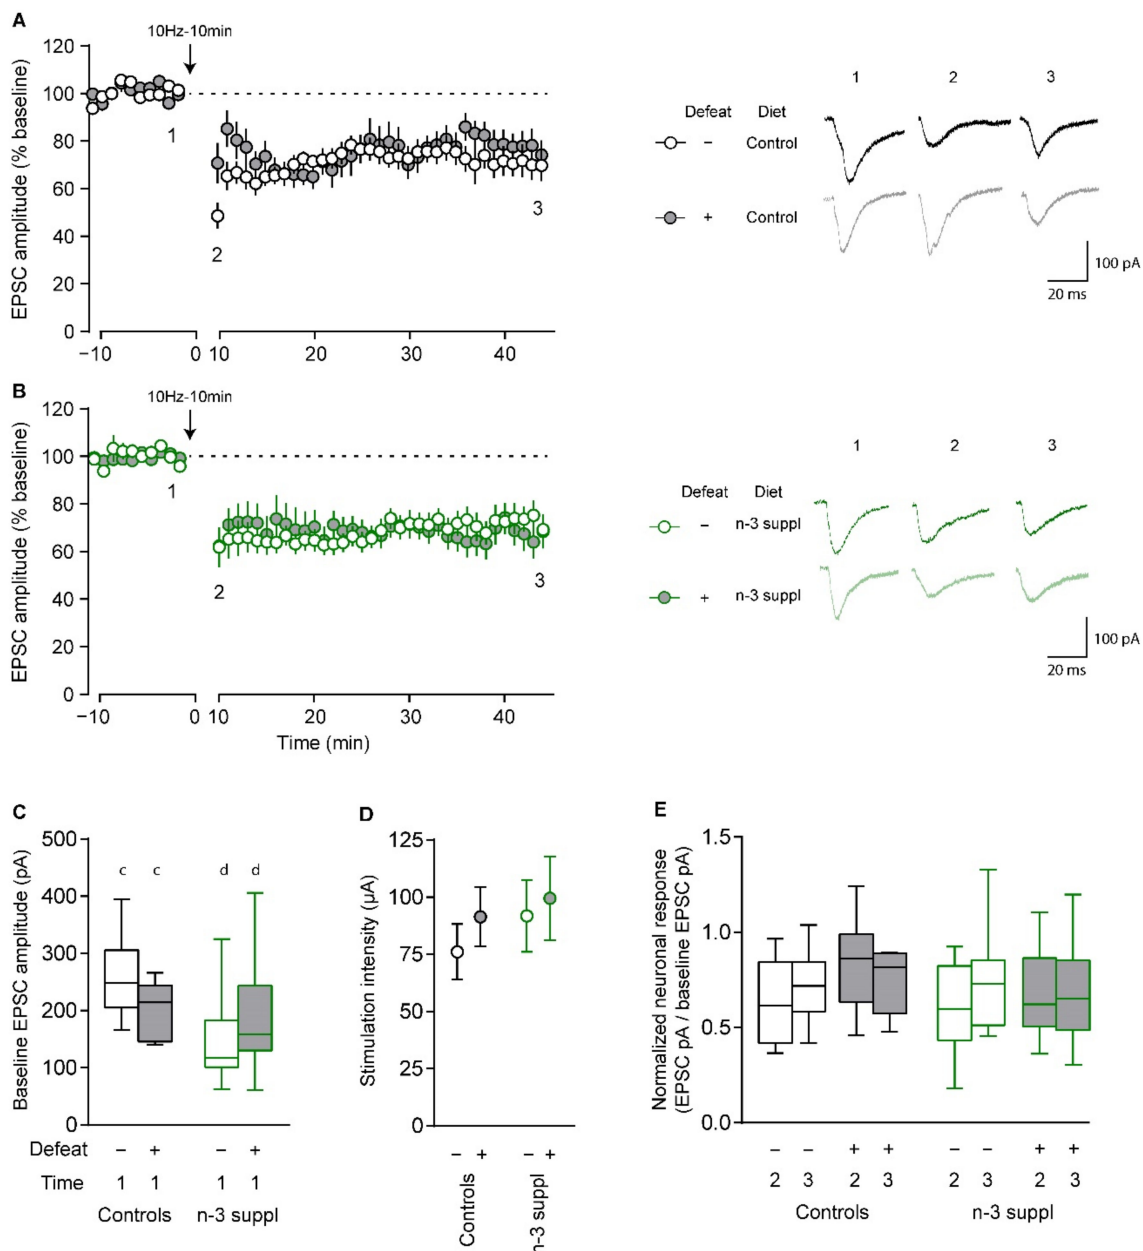 A
10Hz-10min
EPSC amplitude (% baseline)
120
100
80
60
40
20
0
1
2
3
−10 0 10 20 30 40
1 2 3
Defeat Diet
− Control
+ Control
100 pA
20 ms
B
10Hz-10min
EPSC amplitude (% baseline)
120
100
80
60
40
20
0
1
2
3
−10 0 10 20 30 40
Time (min)
1 2 3
Defeat Diet
− n-3 suppl
+ n-3 suppl
100 pA
20 ms
C
Baseline EPSC amplitude (pA)
500
400
300
200
100
0
c c d d
Defeat − + − +
Time 1 1 1 1
Controls n-3 suppl
D
Stimulation intensity (µA)
125
100
75
50
25
0
− + − +
Controls
n-3 suppl
E
Normalized neuronal response
(EPSC pA / baseline EPSC pA)
1.5
1.0
0.5
0.0
− − + + − − + +
2 3 2 3 2 3 2 3
Controls n-3 suppl